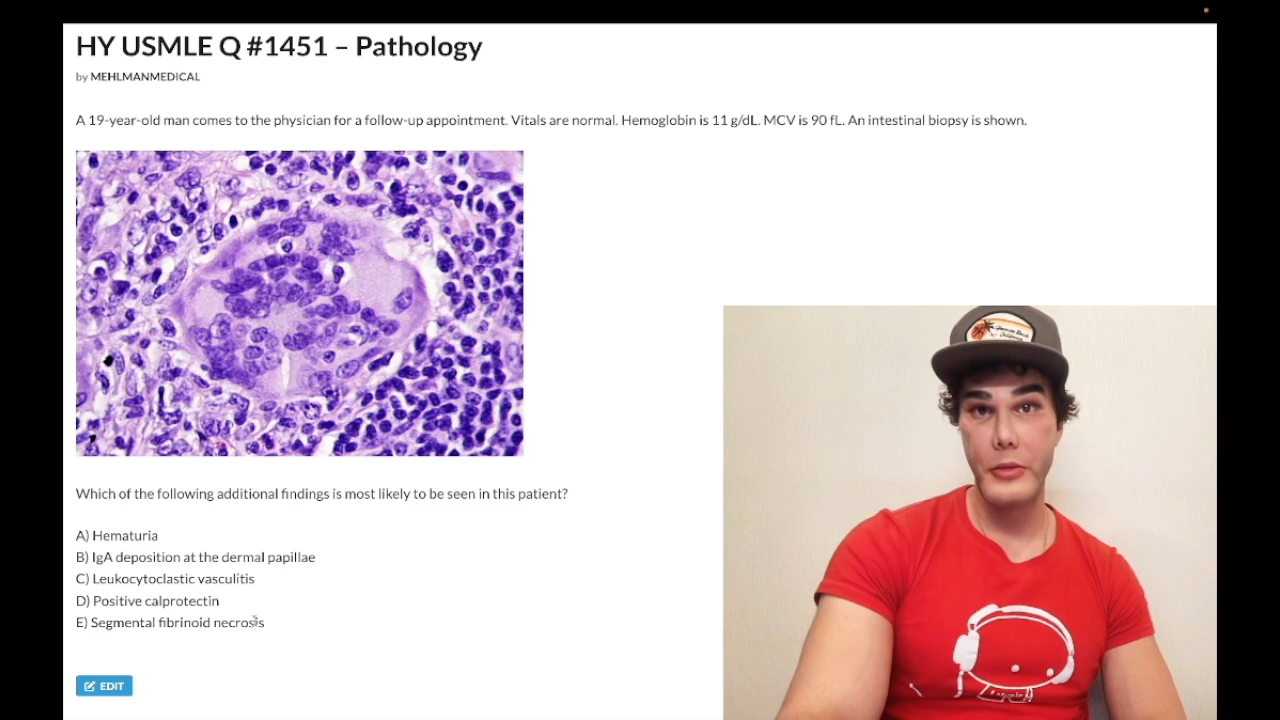 HY USMLE Q #1451 – Pathology
by MEHLMANMEDICAL
A 19-year-old man comes to the physician for a follow-up appointment. Vitals are normal. Hemoglobin is 11 g/dL. MCV is 90 fL. An intestinal biopsy is shown.
Which of the following additional findings is most likely to be seen in this patient?
A) Hematuria
B) IgA deposition at the dermal papillae
C) Leukocytoclastic vasculitis
D) Positive calprotectin
E) Segmental fibrinoid necrosis
EDIT